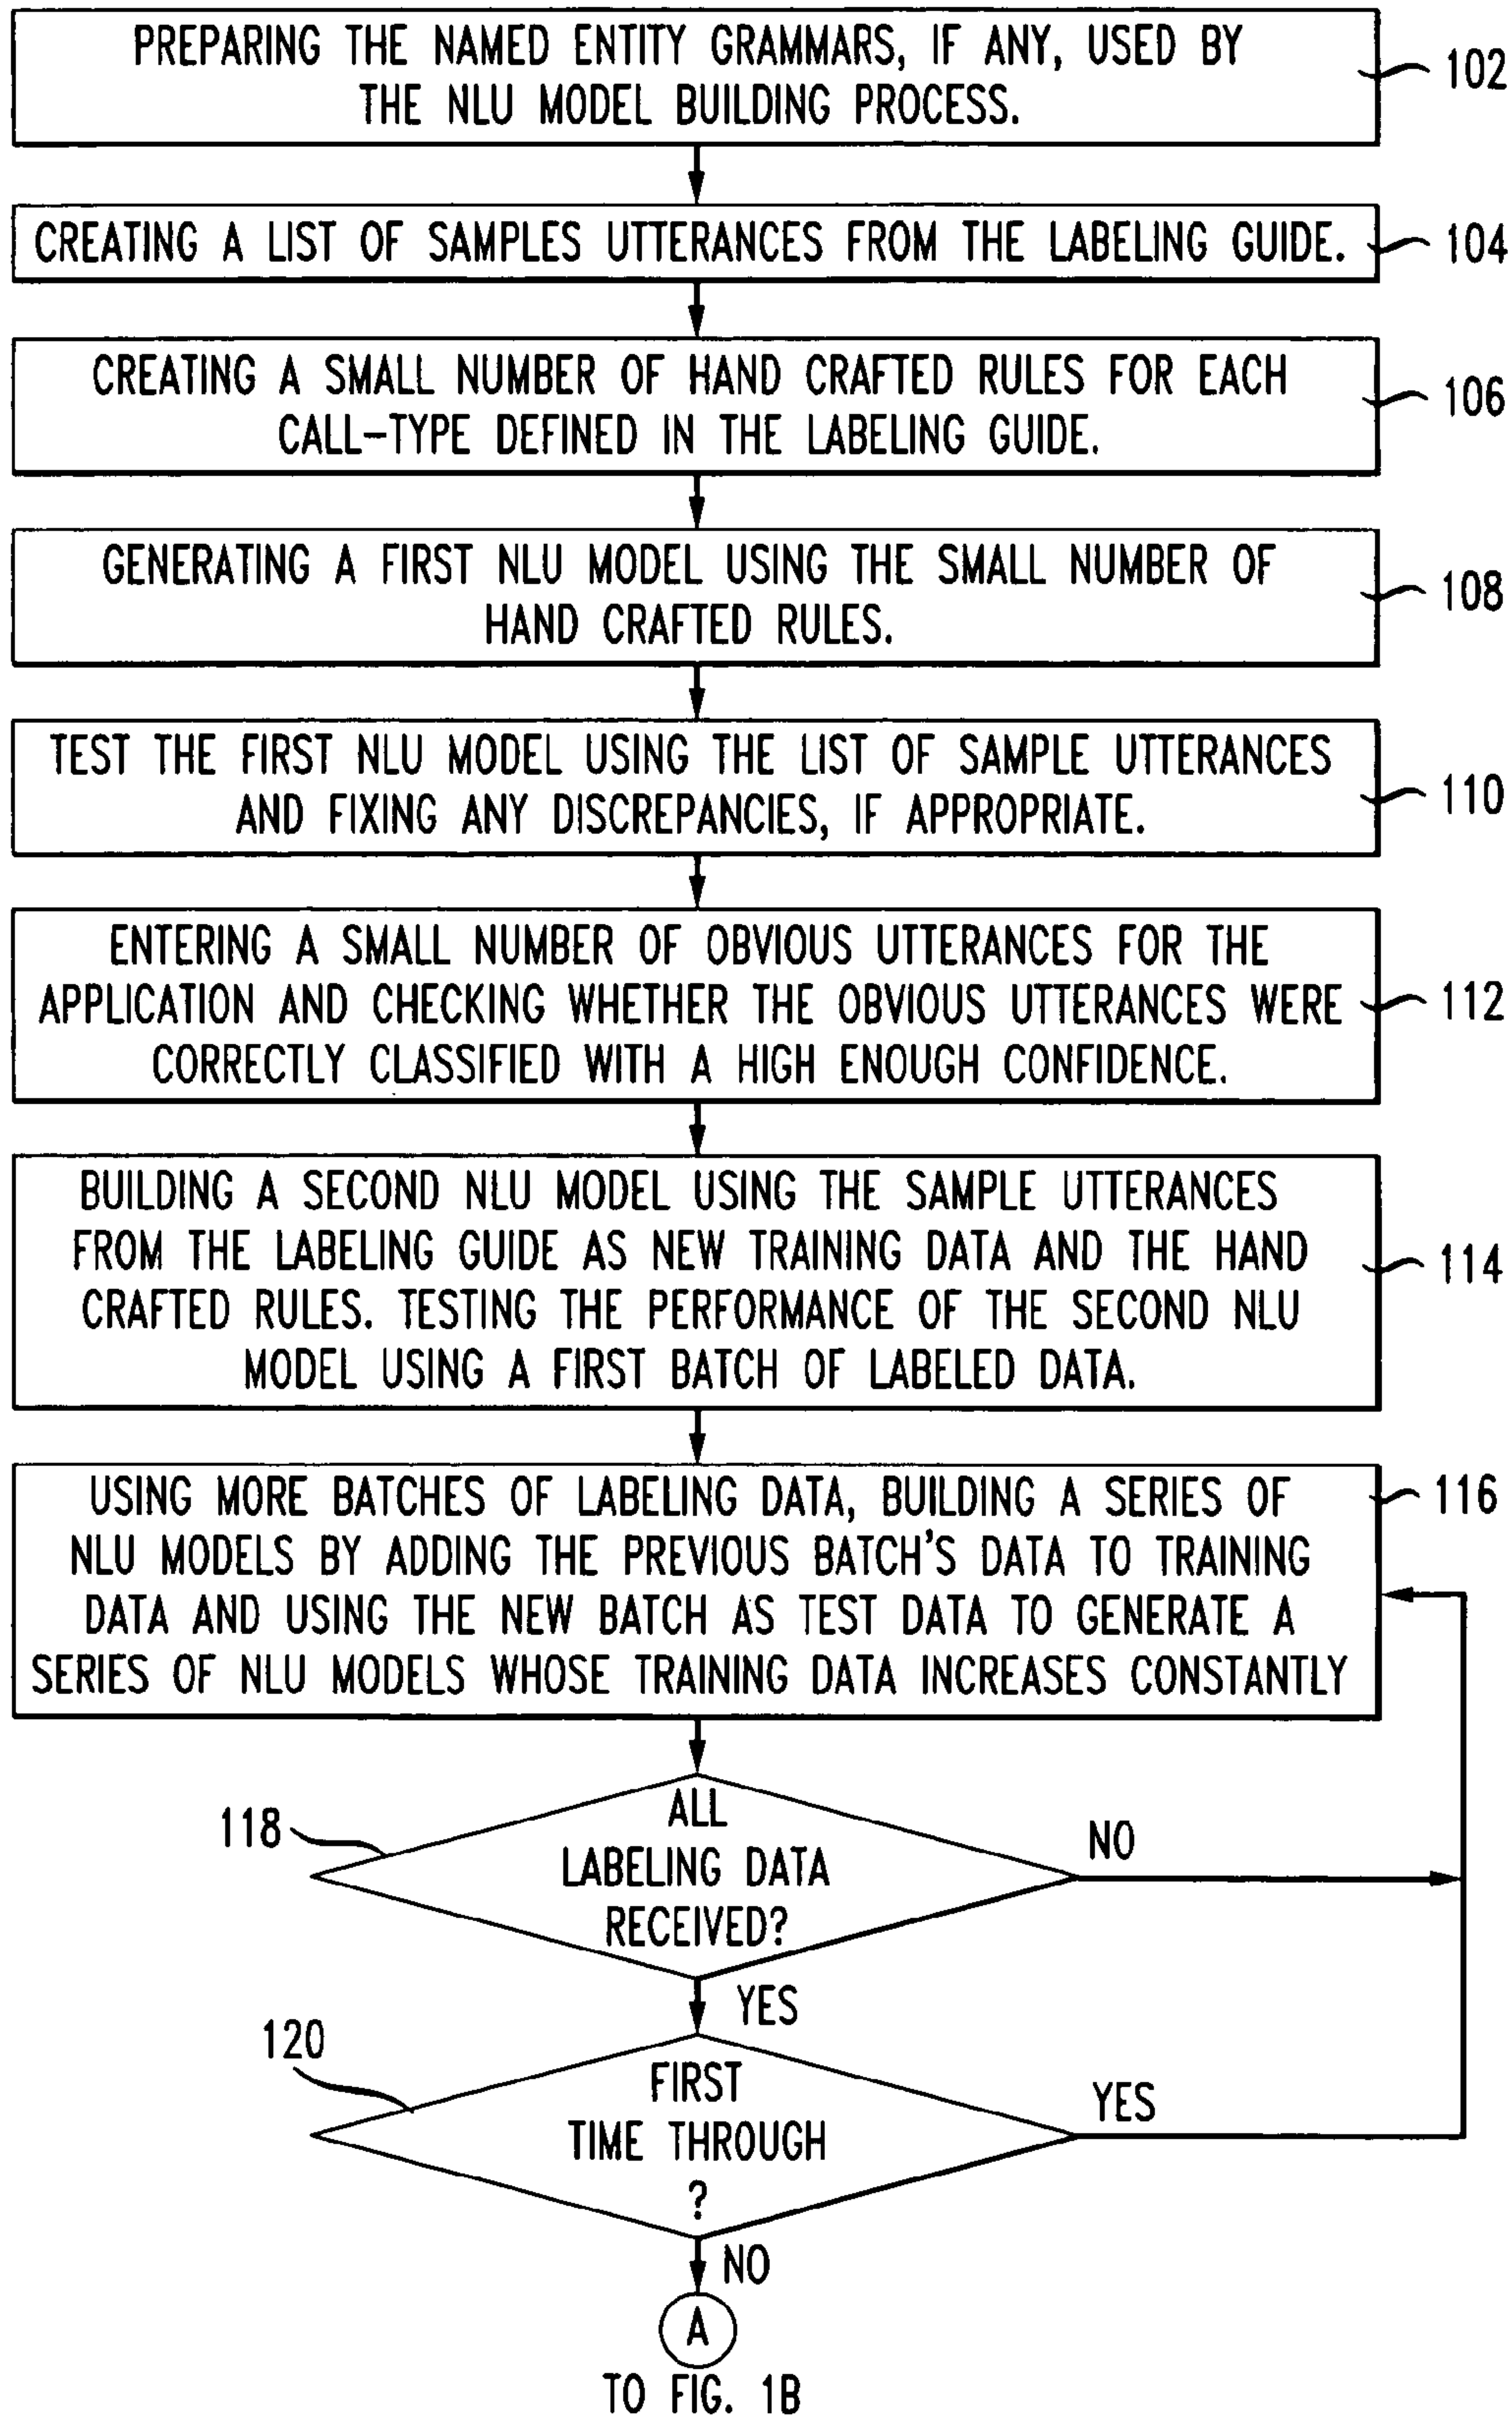 PREPARING THE NAMED ENTITY GRAMMARS, IF ANY, USED BY
THE NLU MODEL BUILDING PROCESS.
102
CREATING A LIST OF SAMPLES UTTERANCES FROM THE LABELING GUIDE.
104
CREATING A SMALL NUMBER OF HAND CRAFTED RULES FOR EACH
CALL-TYPE DEFINED IN THE LABELING GUIDE.
106
GENERATING A FIRST NLU MODEL USING THE SMALL NUMBER OF
HAND CRAFTED RULES.
108
TEST THE FIRST NLU MODEL USING THE LIST OF SAMPLE UTTERANCES
AND FIXING ANY DISCREPANCIES, IF APPROPRIATE.
110
ENTERING A SMALL NUMBER OF OBVIOUS UTTERANCES FOR THE
APPLICATION AND CHECKING WHETHER THE OBVIOUS UTTERANCES WERE
CORRECTLY CLASSIFIED WITH A HIGH ENOUGH CONFIDENCE.
112
BUILDING A SECOND NLU MODEL USING THE SAMPLE UTTERANCES
FROM THE LABELING GUIDE AS NEW TRAINING DATA AND THE HAND
CRAFTED RULES. TESTING THE PERFORMANCE OF THE SECOND NLU
MODEL USING A FIRST BATCH OF LABELED DATA.
114
USING MORE BATCHES OF LABELING DATA, BUILDING A SERIES OF
NLU MODELS BY ADDING THE PREVIOUS BATCH'S DATA TO TRAINING
DATA AND USING THE NEW BATCH AS TEST DATA TO GENERATE A
SERIES OF NLU MODELS WHOSE TRAINING DATA INCREASES CONSTANTLY
116
118
ALL
LABELING DATA
RECEIVED?
NO
YES
120
FIRST
TIME THROUGH
?
YES
NO
A
TO FIG. 1B